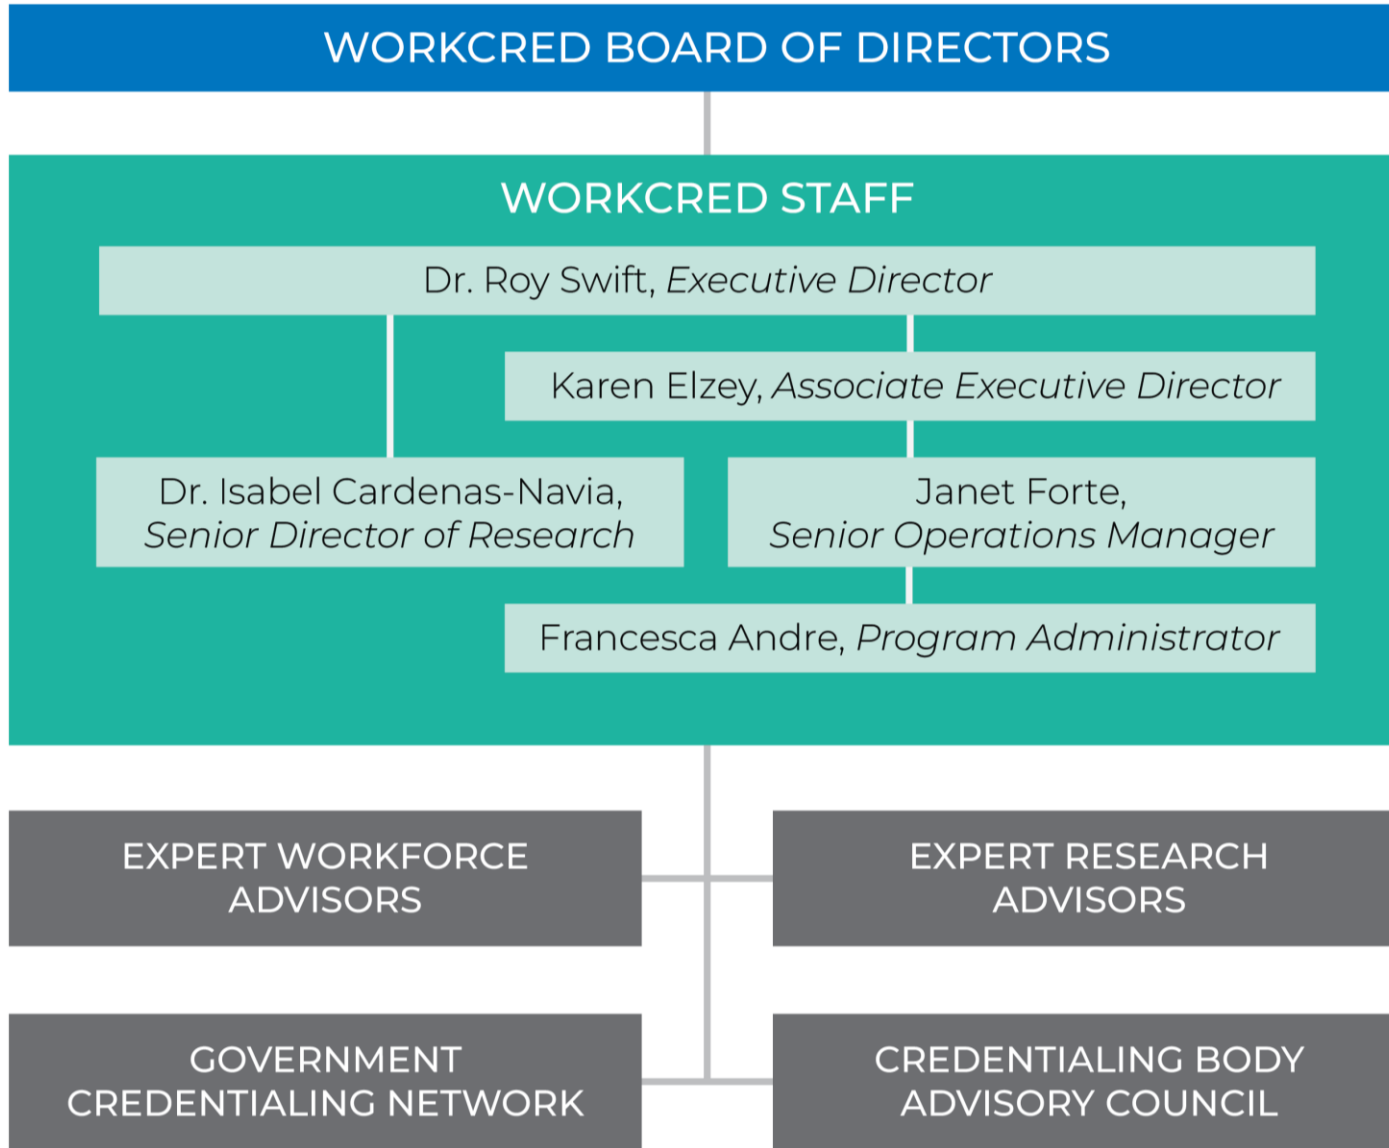 WORKCRED BOARD OF DIRECTORS
WORKCRED STAFF
Dr. Roy Swift, Executive Director
Karen Elzey, Associate Executive Director
Dr. Isabel Cardenas-Navia,
Senior Director of Research
Janet Forte,
Senior Operations Manager
Francesca Andre, Program Administrator
EXPERT WORKFORCE
ADVISORS
EXPERT RESEARCH
ADVISORS
GOVERNMENT
CREDENTIALING NETWORK
CREDENTIALING BODY
ADVISORY COUNCIL